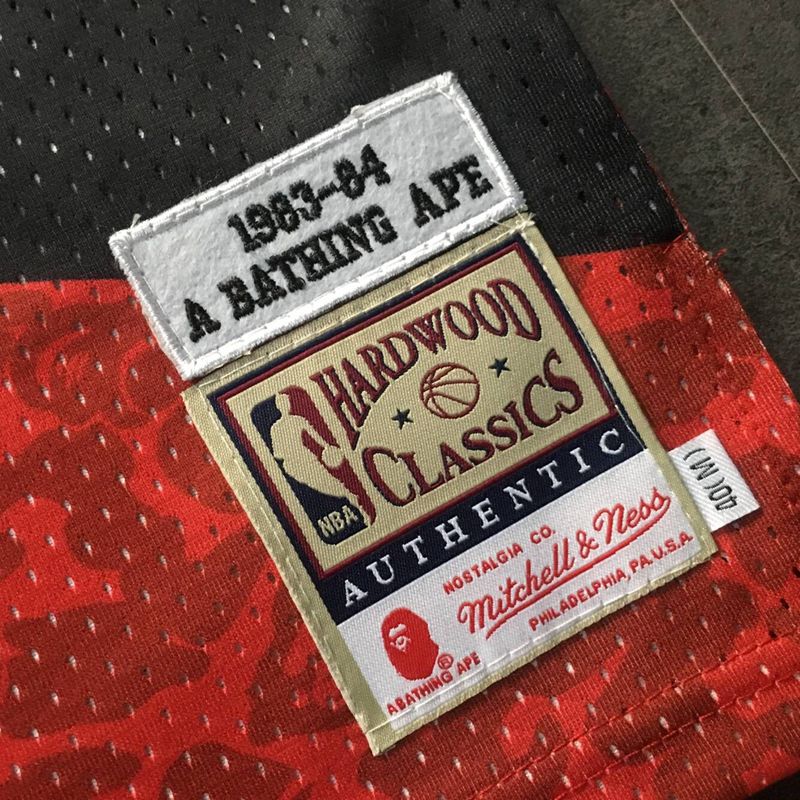 1983-84
A BATHING APE
HARDWOOD
CLASSICS
NBA
AUTHENTIC
NOSTALGIA CO.
Mitchell & Ness
PHILADELPHIA, PA. U.S.A.
®
A BATHING APE
40(M)